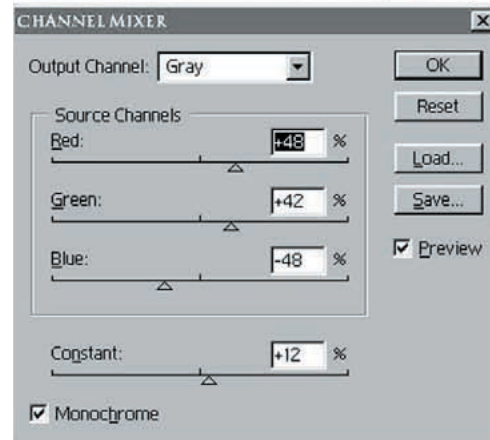 CHANNEL MIXER
Output Channel: Gray
OK
Reset
Load...
Save...
Preview
Source Channels
Red: +48 %
Green: +42 %
Blue: -48 %
Constant: +12 %
Monochrome